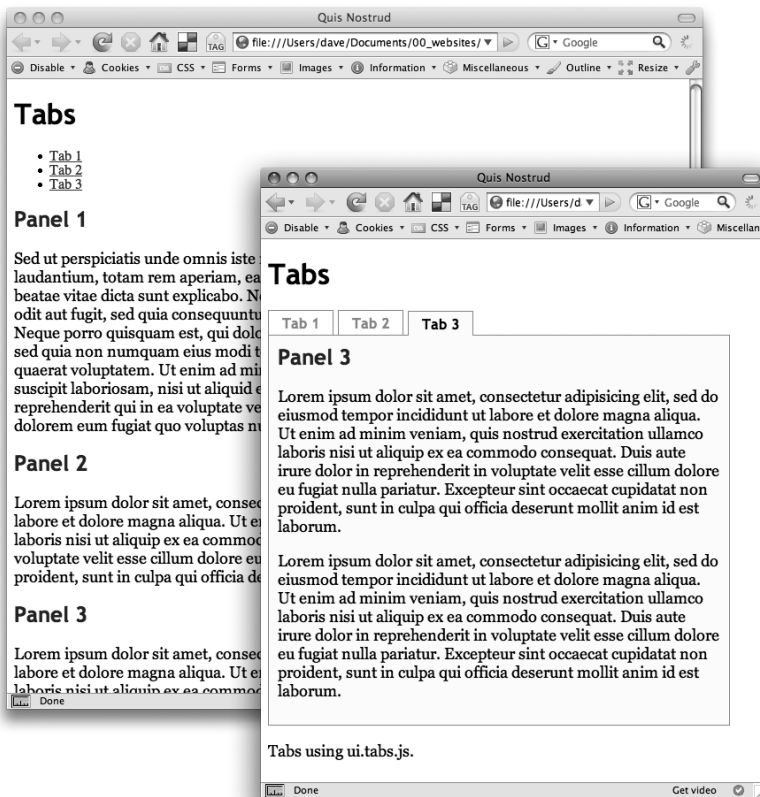 Quis Nostrud
TAG
file:///Users/dave/Documents/00_websites/
G Google
Disable Cookies CSS Forms Images Information Miscellaneous Outline Resize
Tabs
Tab 1
Tab 2
Tab 3
Panel 1
Sed ut perspiciatis unde omnis iste
laudantium, totam rem aperiam, ea
beatae vitae dicta sunt explicabo.
odit aut fugit, sed quia consequuntu
Neque porro quisquam est, qui dolo
sed quia non numquam eius modi t
quaerat voluptatem. Ut enim ad mi
suscipit laboriosam, nisi ut aliquid e
reprehenderit qui in ea voluptate ve
dolorem eum fugiat quo voluptas nu
Panel 2
Lorem ipsum dolor sit amet, conse
labore et dolore magna aliqua. Ut e
laboris nisi ut aliquip ex ea commo
voluptate velit esse cillum dolore eu
proident, sunt in culpa qui officia de
Panel 3
Lorem ipsum dolor sit amet, conse
labore et dolore magna aliqua. Ut e
laboris nisi ut aliquip ex ea commo
Done
Quis Nostrud
TAG
file:///Users/d
G Google
Disable Cookies CSS Forms Images Information Miscellan
Tabs
Tab 1 Tab 2 Tab 3
Panel 3
Lorem ipsum dolor sit amet, consectetur adipisicing elit, sed do
eiusmod tempor incididunt ut labore et dolore magna aliqua.
Ut enim ad minim veniam, quis nostrud exercitation ullamco
laboris nisi ut aliquip ex ea commodo consequat. Duis aute
irure dolor in reprehenderit in voluptate velit esse cillum dolore
eu fugiat nulla pariatur. Excepteur sint occaecat cupidatat non
proident, sunt in culpa qui officia deserunt mollit anim id est
laborum.
Lorem ipsum dolor sit amet, consectetur adipisicing elit, sed do
eiusmod tempor incididunt ut labore et dolore magna aliqua.
Ut enim ad minim veniam, quis nostrud exercitation ullamco
laboris nisi ut aliquip ex ea commodo consequat. Duis aute
irure dolor in reprehenderit in voluptate velit esse cillum dolore
eu fugiat nulla pariatur. Excepteur sint occaecat cupidatat non
proident, sunt in culpa qui officia deserunt mollit anim id est
laborum.
Tabs using ui.tabs.js.
Done
Get video